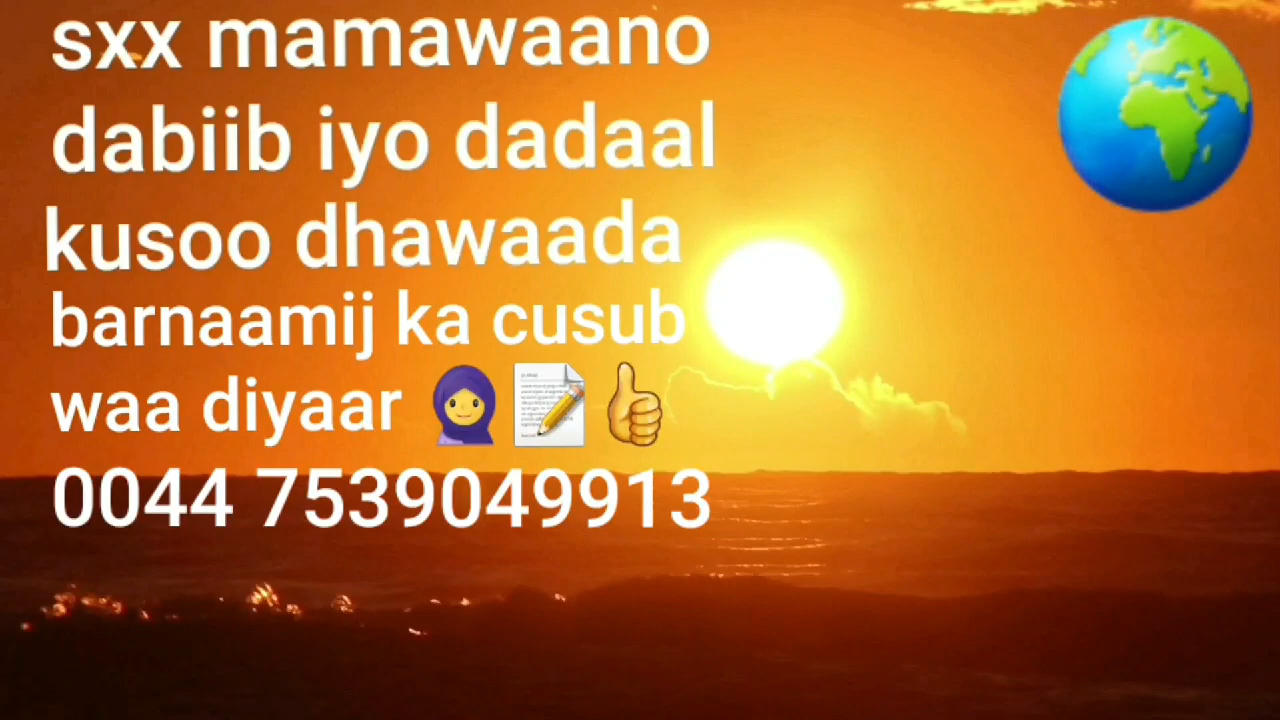 sxx mamawaano
dabiib iyo dadaal
kusoo dhawaada
barnaamij ka cusub
waa diyaar 🧕📝👍
0044 7539049913